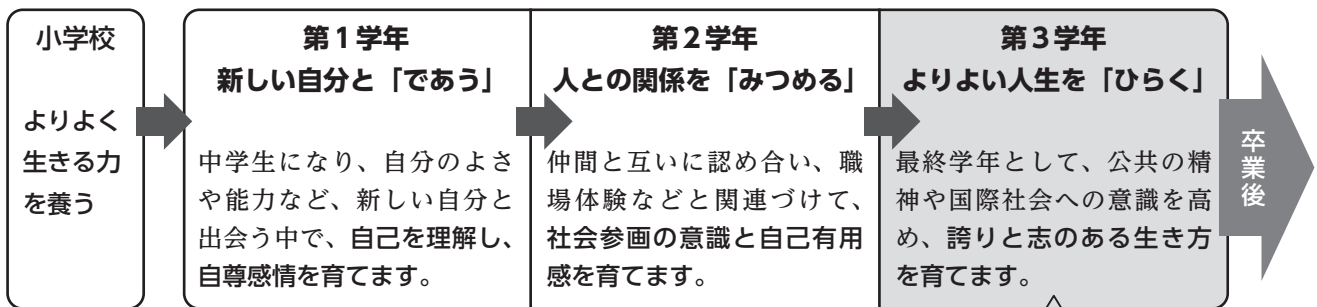 小学校
よりよく
生きる力
を養う
第1学年
新しい自分と「であう」
中学生になり、自分のよさ
や能力など、新しい自分と
出会う中で、自己を理解し、
自尊感情を育てます。
第2学年
人との関係を「みつめる」
仲間と互いに認め合い、職
場体験などと関連づけて、
社会参画の意識と自己有用
感を育てます。
第3学年
よりよい人生を「ひらく」
最終学年として、公共の精
神や国際社会への意識を高
め、誇りと志のある生き方
を育てます。
卒業後